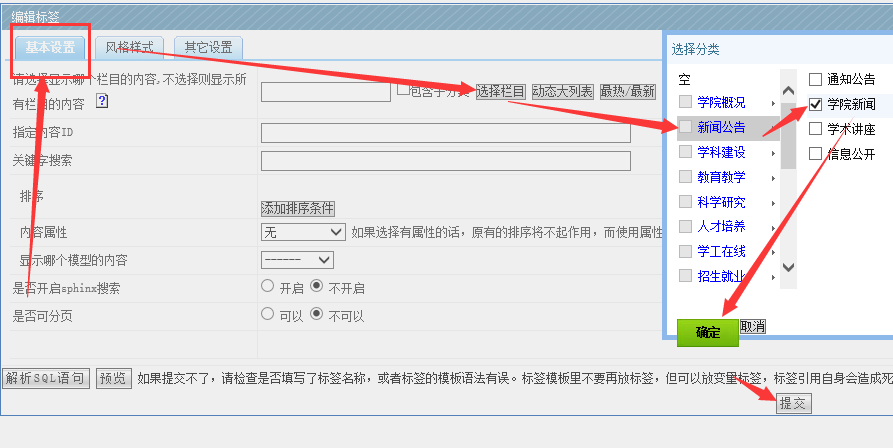 编辑标签
基本设置 风格样式 其它设置
请选择显示哪个栏目的内容,不选择则显示所
有栏目的内容 ?
包含子分类 选择栏目 动态大列表 最热/最新
指定内容ID
关键字搜索
排序
添加排序条件
内容属性 无 如果选择有属性的话，原有的排序将不起作用，而使用属性
显示哪个模型的内容 ------
是否开启sphinx搜索 开启 不开启
是否可分页 可以 不可以
选择分类
空
学院概况
新闻公告
学科建设
教育教学
科学研究
人才培养
学工在线
招生就业
通知公告
学院新闻
学术讲座
信息公开
确定 取消
解析SQL语句 预览 如果提交不了，请检查是否填写了标签名称，或者标签的模板语法有误。标签模板里不要再放标签，但可以放变里标签，标签引用自身会造成死
提交